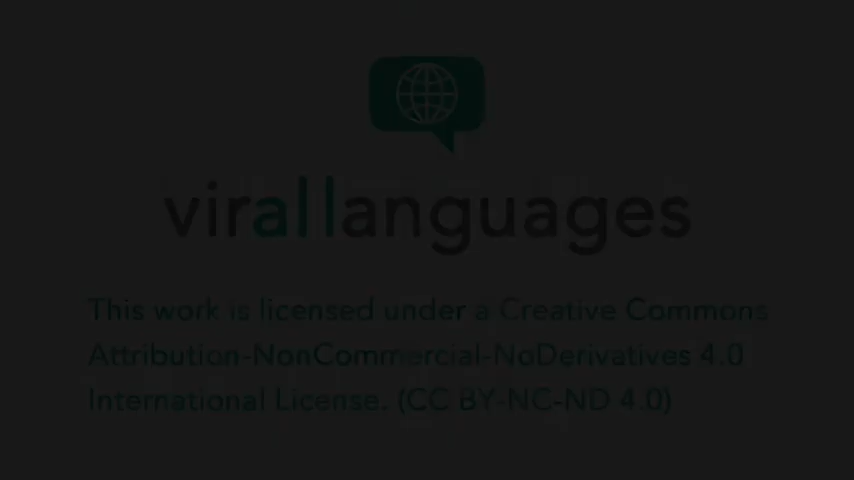 virallanguages
This work is licensed under a Creative Commons
Attribution-NonCommercial-NoDerivatives 4.0
International License. (CC BY-NC-ND 4.0)